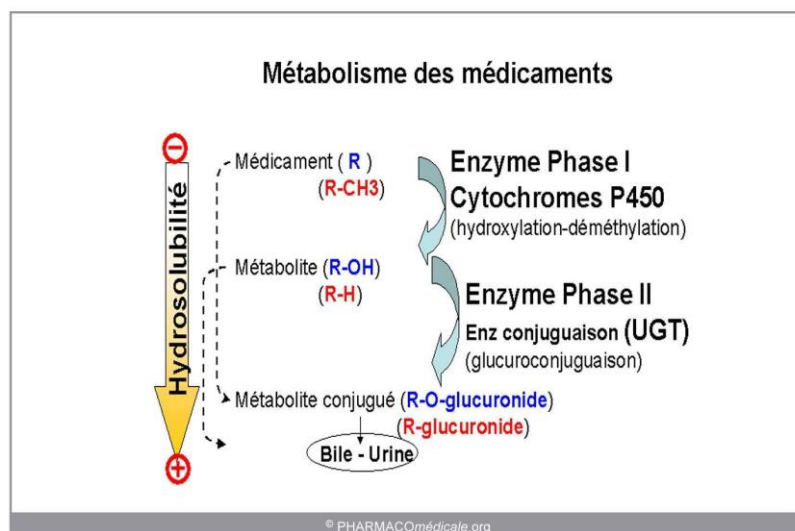 Métabolisme des médicaments
Hydrosolubilité
Médicament ( R )
(R-CH3)
Enzyme Phase I
Cytochromes P450
(hydroxylation-déméthylation)
Métabolite (R-OH)
(R-H)
Enzyme Phase II
Enz conjuguaison (UGT)
(glucuroconjuguaison)
Métabolite conjugué (R-O-glucuronide)
(R-glucuronide)
Bile - Urine
© PHARMACOmédicale.org